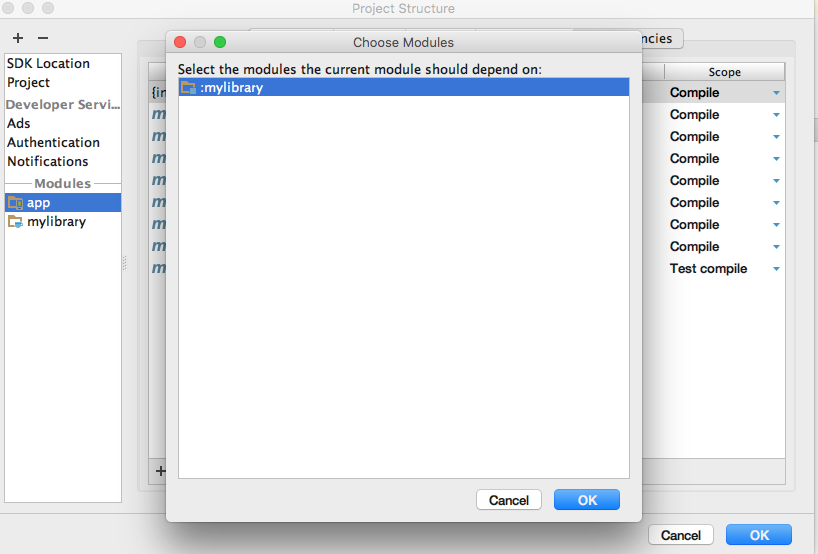 Project Structure
SDK Location
Project
Developer Servi...
Ads
Authentication
Notifications
Modules
app
mylibrary
ncies
Scope
{in
Compile
m
Compile
m
Compile
m
Compile
m
Compile
m
Compile
m
Compile
m
Compile
m
Test compile
Choose Modules
Select the modules the current module should depend on:
:mylibrary
Cancel
OK
Cancel
OK